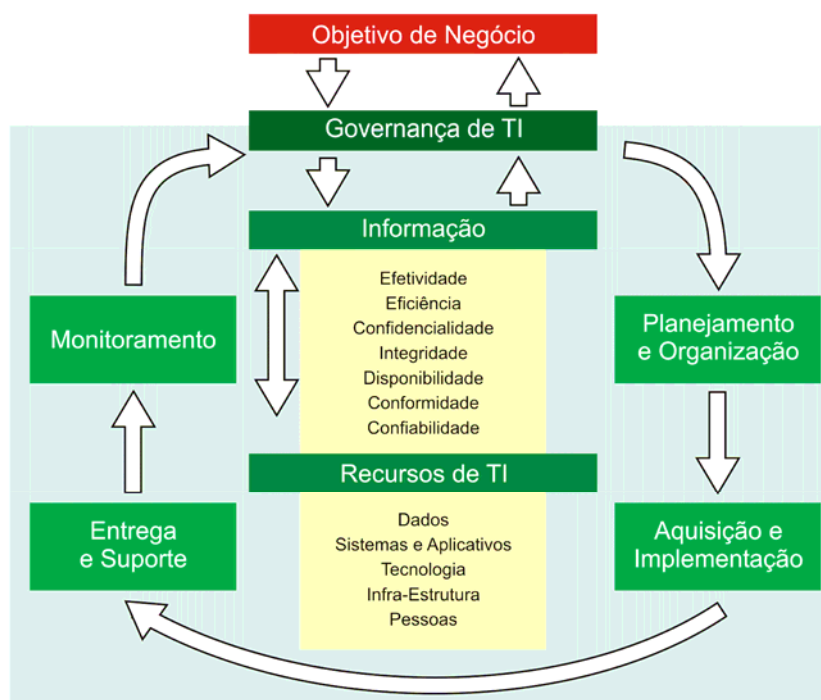 Objetivo de Negócio
Governança de TI
Informação
Efetividade
Eficiência
Confidencialidade
Integridade
Disponibilidade
Conformidade
Confiabilidade
Monitoramento
Planejamento
e Organização
Recursos de TI
Dados
Sistemas e Aplicativos
Tecnologia
Infra-Estrutura
Pessoas
Entrega
e Suporte
Aquisição e
Implementação